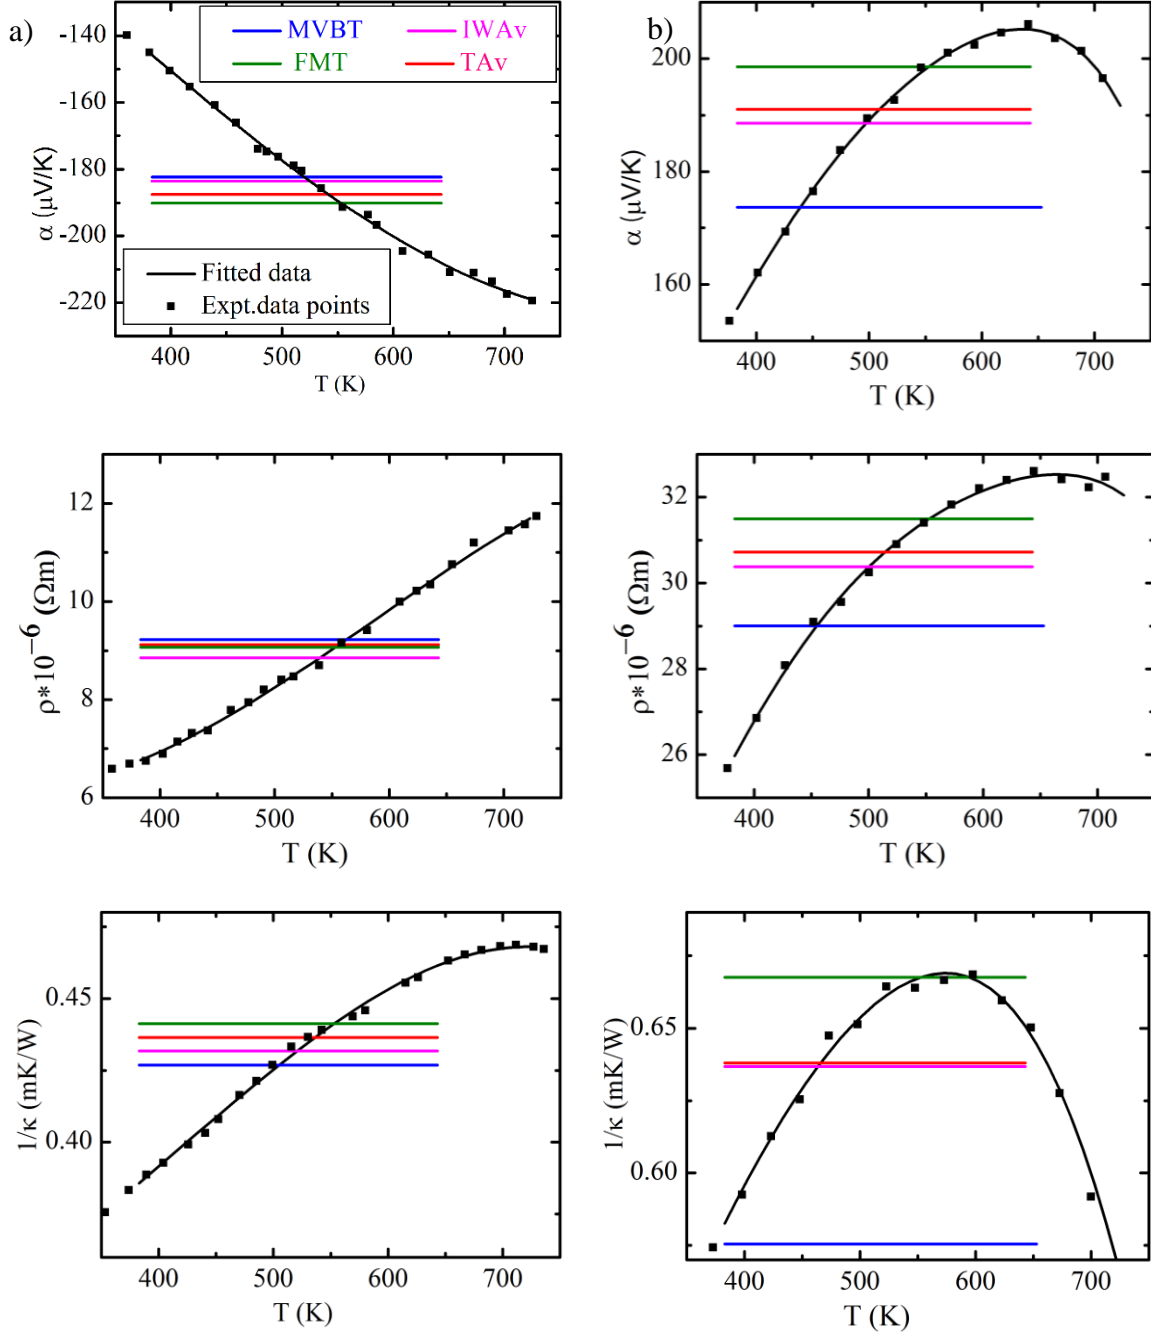 a)
-140
-160
-180
-200
-220
α (μV/K)
MVBT
IWAv
FMT
TAv
Fitted data
Expt.data points
400
500
600
700
T (K)
b)
200
180
160
α (μV/K)
400
500
600
700
T (K)
12
10
8
6
ρ*10⁻⁶ (Ωm)
400
500
600
700
T (K)
32
30
28
26
ρ*10⁻⁶ (Ωm)
400
500
600
700
T (K)
0.45
0.40
1/κ (mK/W)
400
500
600
700
T (K)
0.65
0.60
1/κ (mK/W)
400
500
600
700
T (K)